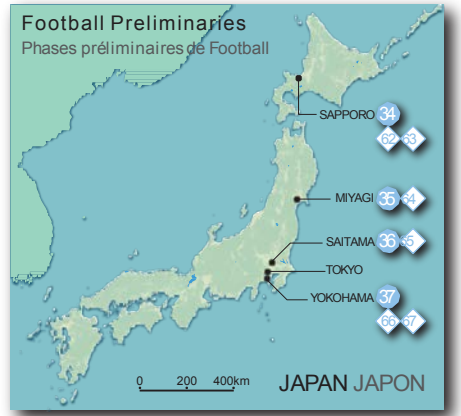 Football Preliminaries
Phases préliminaires de Football
SAPPORO 34
62 63
MIYAGI 35 64
SAITAMA 36 65
TOKYO
YOKOHAMA 37
66 67
0 200 400km
JAPAN JAPON